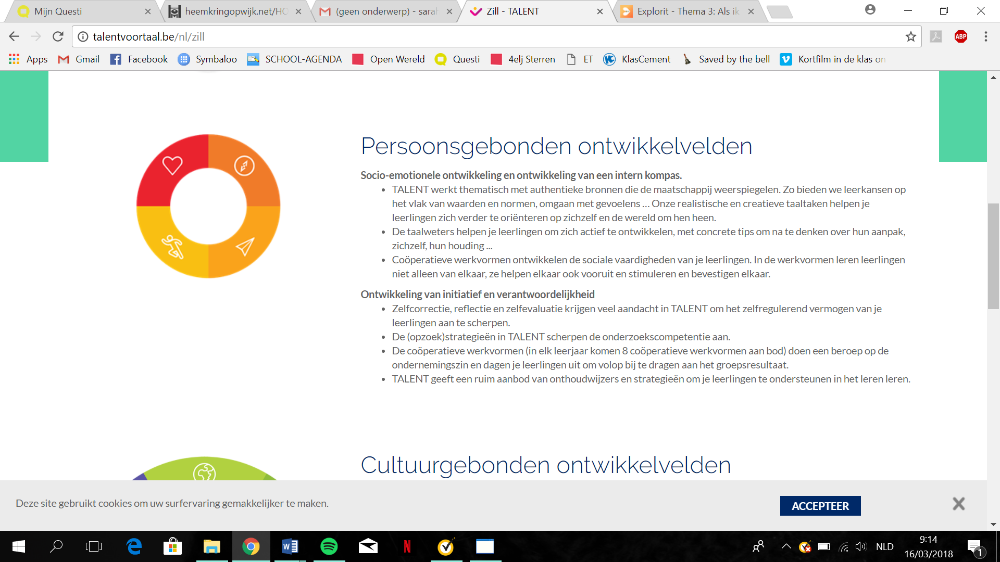 Mijn Questi
heemkringopwijk.net/HO
(geen onderwerp) - sarah
Zill - TALENT
Explorit - Thema 3: Als ik
talentvoortaal.be/nl/zill
ABP
Apps
Gmail
Facebook
Symbaloo
SCHOOL-AGENDA
Open Wereld
Questi
4elj Sterren
ET
KlasCement
Saved by the bell
Kortfilm in de klas on
Persoonsgebonden ontwikkelvelden
Socio-emotionele ontwikkeling en ontwikkeling van een intern kompas.
• TALENT werkt thematisch met authentieke bronnen die de maatschappij weerspiegelen. Zo bieden we leerkansen op
het vlak van waarden en normen, omgaan met gevoelens … Onze realistische en creatieve taaltaken helpen je
leerlingen zich verder te oriënteren op zichzelf en de wereld om hen heen.
• De taalweters helpen je leerlingen om zich actief te ontwikkelen, met concrete tips om na te denken over hun aanpak,
zichzelf, hun houding ...
• Coöperatieve werkvormen ontwikkelen de sociale vaardigheden van je leerlingen. In de werkvormen leren leerlingen
niet alleen van elkaar, ze helpen elkaar ook vooruit en stimuleren en bevestigen elkaar.
Ontwikkeling van initiatief en verantwoordelijkheid
• Zelfcorrectie, reflectie en zelfevaluatie krijgen veel aandacht in TALENT om het zelfregulerend vermogen van je
leerlingen aan te scherpen.
• De (opzoek)strategieën in TALENT scherpen de onderzoekscompetentie aan.
• De coöperatieve werkvormen (in elk leerjaar komen 8 coöperatieve werkvormen aan bod) doen een beroep op de
ondernemingszin en dagen je leerlingen uit om volop bij te dragen aan het groepsresultaat.
• TALENT geeft een ruim aanbod van onthoudwijzers en strategieën om je leerlingen te ondersteunen in het leren leren.
Cultuurgebonden ontwikkelvelden
Deze site gebruikt cookies om uw surfervaring gemakkelijker te maken.
ACCEPTEER
NLD
9:14
16/03/2018
1